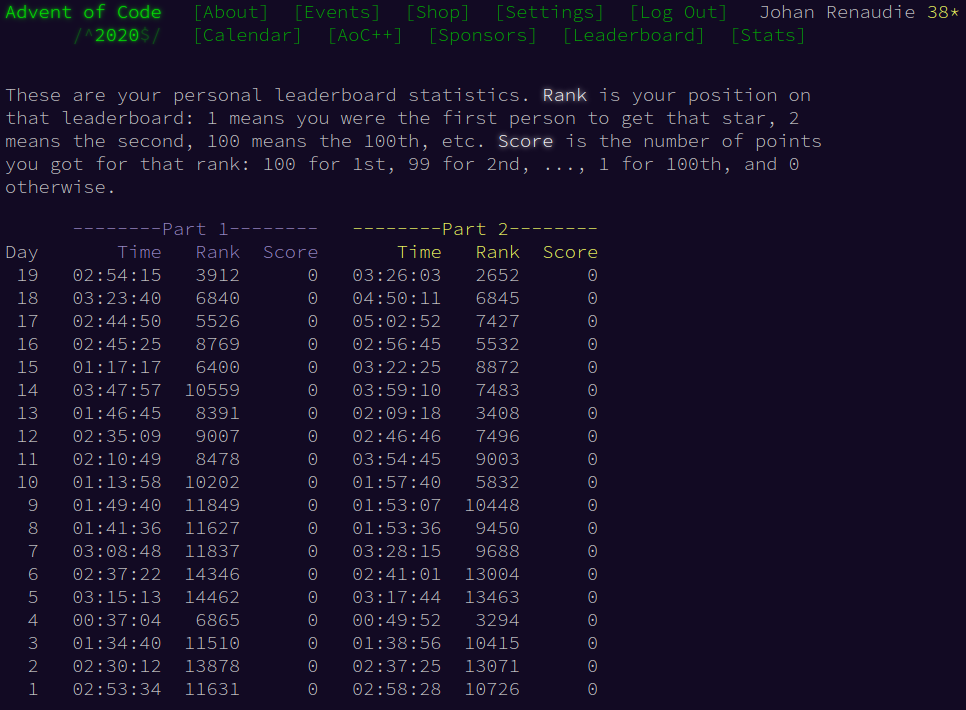 Advent of Code [About] [Events] [Shop] [Settings] [Log Out] Johan Renaudie 38*
/^2020$/ [Calendar] [AoC++] [Sponsors] [Leaderboard] [Stats]
These are your personal leaderboard statistics. Rank is your position on
that leaderboard: 1 means you were the first person to get that star, 2
means the second, 100 means the 100th, etc. Score is the number of points
you got for that rank: 100 for 1st, 99 for 2nd, ..., 1 for 100th, and 0
otherwise.
--------Part 1-------- --------Part 2--------
Day Time Rank Score Time Rank Score
19 02:54:15 3912 0 03:26:03 2652 0
18 03:23:40 6840 0 04:50:11 6845 0
17 02:44:50 5526 0 05:02:52 7427 0
16 02:45:25 8769 0 02:56:45 5532 0
15 01:17:17 6400 0 03:22:25 8872 0
14 03:47:57 10559 0 03:59:10 7483 0
13 01:46:45 8391 0 02:09:18 3408 0
12 02:35:09 9007 0 02:46:46 7496 0
11 02:10:49 8478 0 03:54:45 9003 0
10 01:13:58 10202 0 01:57:40 5832 0
9 01:49:40 11849 0 01:53:07 10448 0
8 01:41:36 11627 0 01:53:36 9450 0
7 03:08:48 11837 0 03:28:15 9688 0
6 02:37:22 14346 0 02:41:01 13004 0
5 03:15:13 14462 0 03:17:44 13463 0
4 00:37:04 6865 0 00:49:52 3294 0
3 01:34:40 11510 0 01:38:56 10415 0
2 02:30:12 13878 0 02:37:25 13071 0
1 02:53:34 11631 0 02:58:28 10726 0